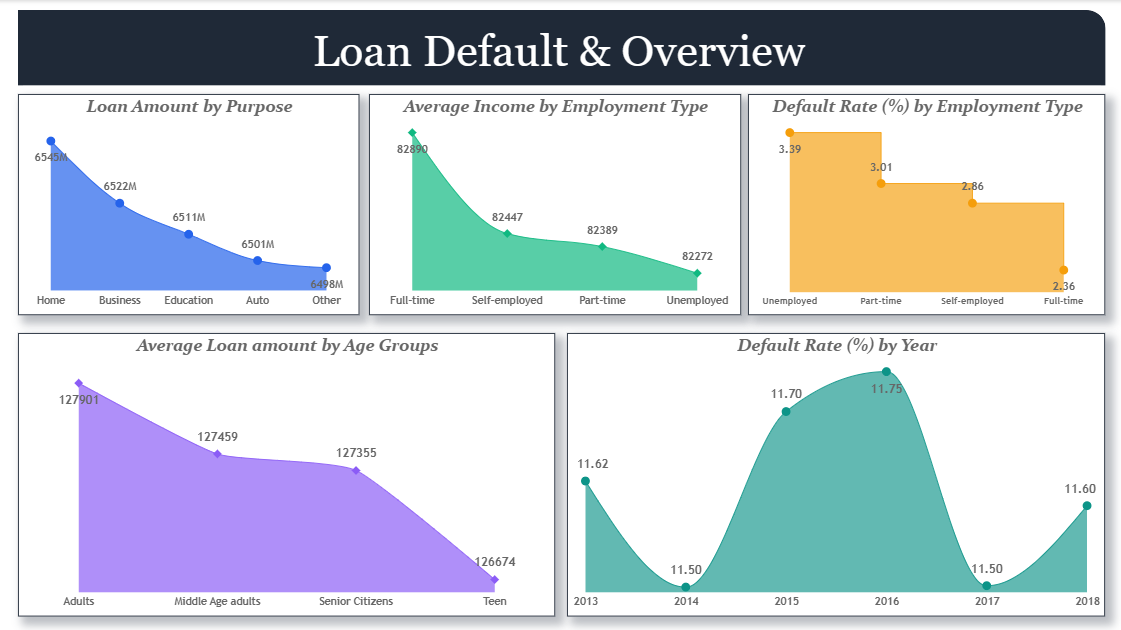 Loan Default & Overview
Loan Amount by Purpose
6545M
6522M
6511M
6501M
6498M
Home Business Education Auto Other
Average Income by Employment Type
82890
82447
82389
82272
Full-time Self-employed Part-time Unemployed
Default Rate (%) by Employment Type
3.39
3.01
2.86
2.36
Unemployed Part-time Self-employed Full-time
Average Loan amount by Age Groups
127901
127459
127355
126674
Adults Middle Age adults Senior Citizens Teen
Default Rate (%) by Year
11.62
11.50
11.70
11.75
11.50
11.60
2013 2014 2015 2016 2017 2018